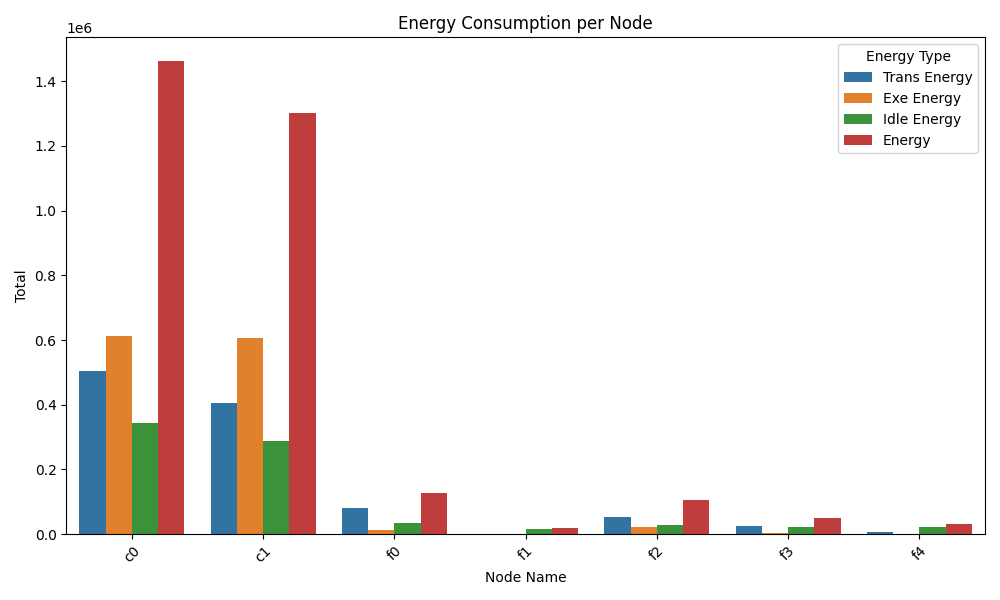 Energy Consumption per Node
1e6
Energy Type
Trans Energy
Exe Energy
Idle Energy
Energy
1.4
1.2
1.0
0.8
0.6
0.4
0.2
0.0
Total
c0 c1 f0 f1 f2 f3 f4
Node Name